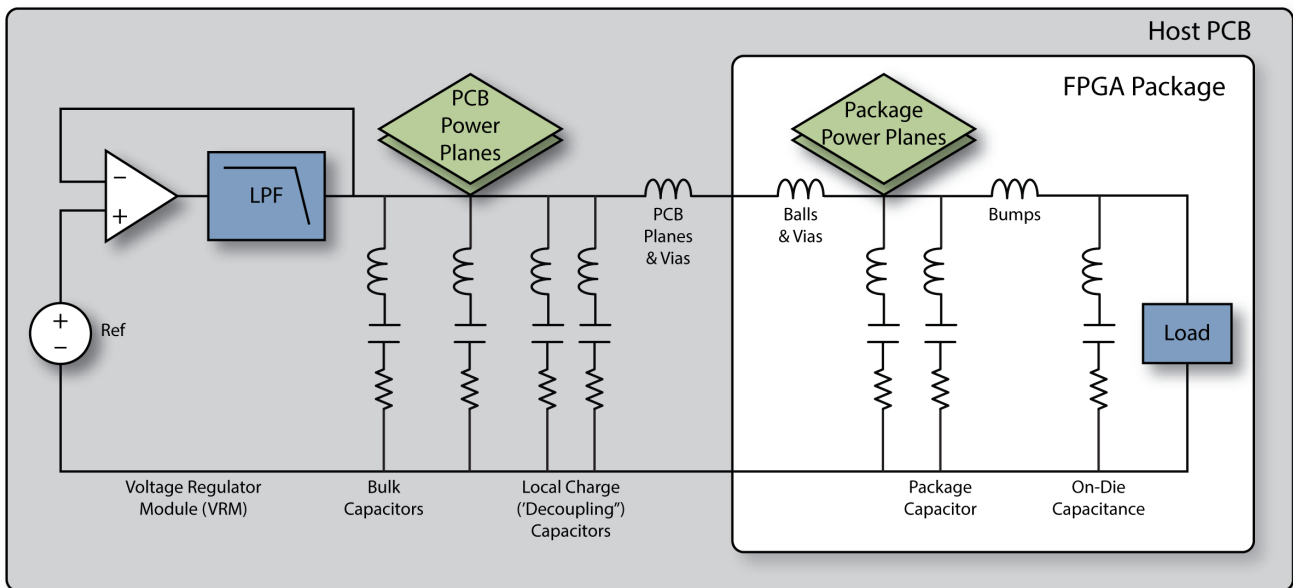 Host PCB
FPGA Package
PCB
Power
Planes
Package
Power Planes
−
+
LPF
PCB
Planes
& Vias
Balls
& Vias
Bumps
+
−
Ref
Load
Voltage Regulator
Module (VRM)
Bulk
Capacitors
Local Charge
('Decoupling")
Capacitors
Package
Capacitor
On-Die
Capacitance